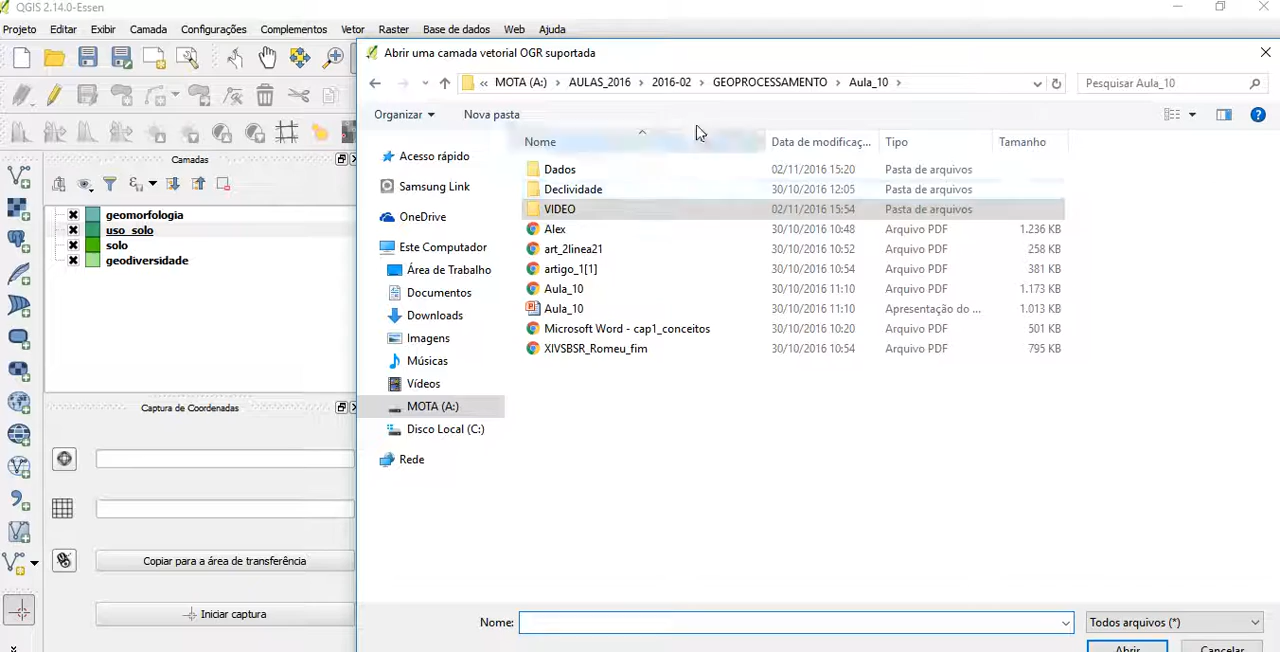 QGIS 2.14.0-Essen
Projeto Editar Exibir Camada Configurações Complementos Vetor Raster Base de dados Web Ajuda
Abrir uma camada vetorial OGR suportada
« MOTA (A:) › AULAS_2016 › 2016-02 › GEOPROCESSAMENTO › Aula_10 ›
Pesquisar Aula_10
Organizar Nova pasta
Camadas
geomorfologia
uso_solo
solo
geodiversidade
Captura de Coordenadas
Copiar para a área de transferência
Iniciar captura
Acesso rápido
Samsung Link
OneDrive
Este Computador
Área de Trabalho
Documentos
Downloads
Imagens
Músicas
Vídeos
MOTA (A:)
Disco Local (C:)
Rede
Nome Data de modificaç... Tipo Tamanho
Dados 02/11/2016 15:20 Pasta de arquivos
Declividade 30/10/2016 12:05 Pasta de arquivos
VIDEO 02/11/2016 15:54 Pasta de arquivos
Alex 30/10/2016 10:48 Arquivo PDF 1.236 KB
art_2linea21 30/10/2016 10:52 Arquivo PDF 258 KB
artigo_1[1] 30/10/2016 10:54 Arquivo PDF 381 KB
Aula_10 30/10/2016 11:10 Arquivo PDF 1.173 KB
Aula_10 30/10/2016 11:10 Apresentação do ... 1.013 KB
Microsoft Word - cap1_conceitos 30/10/2016 10:20 Arquivo PDF 501 KB
XIVSBSR_Romeu_fim 30/10/2016 10:54 Arquivo PDF 795 KB
Nome: Todos arquivos (*)
Abrir Cancelar